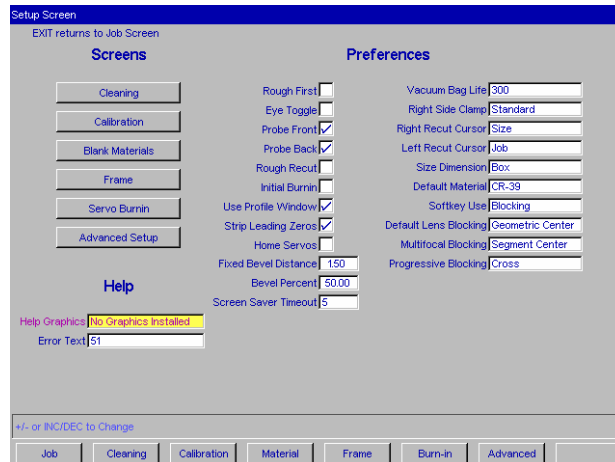 Setup Screen
EXIT returns to Job Screen
Screens
Cleaning
Calibration
Blank Materials
Frame
Servo Burnin
Advanced Setup
Help
Help Graphics No Graphics Installed
Error Text 51
Preferences
Rough First
Eye Toggle
Probe Front
Probe Back
Rough Recut
Initial Burnin
Use Profile Window
Strip Leading Zeros
Home Servos
Fixed Bevel Distance 1.50
Bevel Percent 50.00
Screen Saver Timeout 5
Vacuum Bag Life 300
Right Side Clamp Standard
Right Recut Cursor Size
Left Recut Cursor Job
Size Dimension Box
Default Material CR-39
Softkey Use Blocking
Default Lens Blocking Geometric Center
Multifocal Blocking Segment Center
Progressive Blocking Cross
+/- or INC/DEC to Change
Job Cleaning Calibration Material Frame Burn-in Advanced